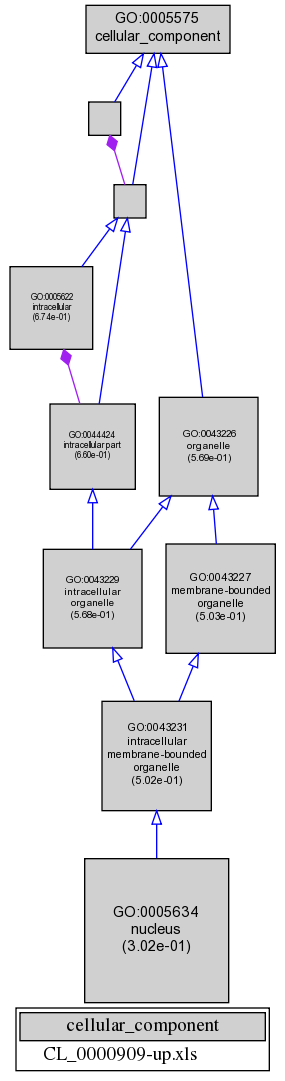 GO:0005575
cellular_component
GO:0005622
intracellular
(6.74e-01)
GO:0044424
intracellular part
(6.60e-01)
GO:0043226
organelle
(5.69e-01)
GO:0043229
intracellular
organelle
(5.68e-01)
GO:0043227
membrane-bounded
organelle
(5.03e-01)
GO:0043231
intracellular
membrane-bounded
organelle
(5.02e-01)
GO:0005634
nucleus
(3.02e-01)
cellular_component
CL_0000909-up.xls